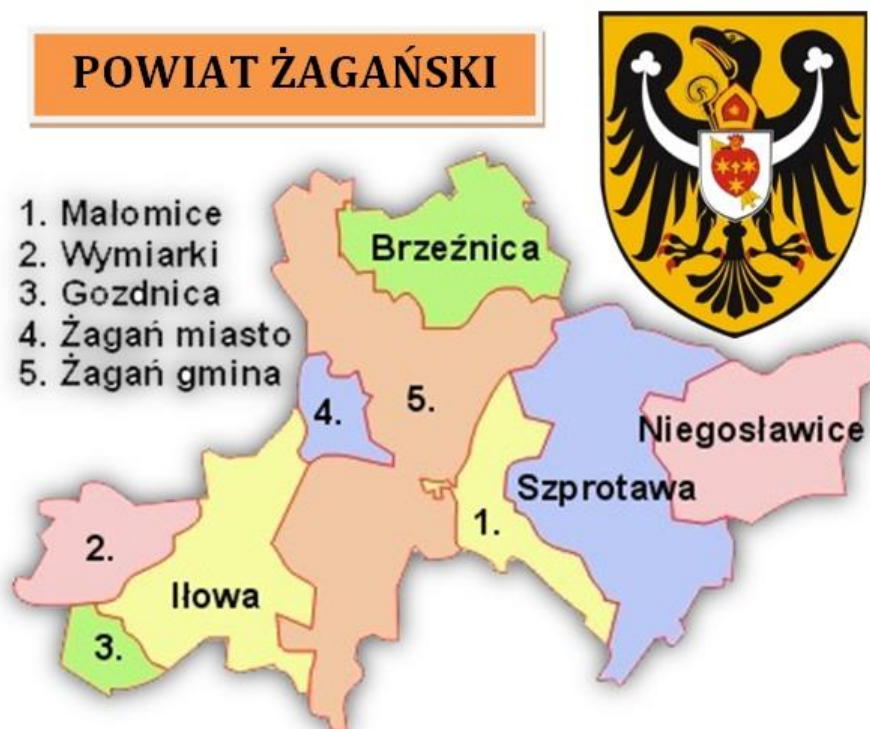 POWIAT ŻAGAŃSKI
1. Małomice
2. Wymiarki
3. Gozdnica
4. Żagań miasto
5. Żagań gmina
Brzeźnica
4.
5.
Niegosławice
Szprotawa
1.
2.
Iłowa
3.